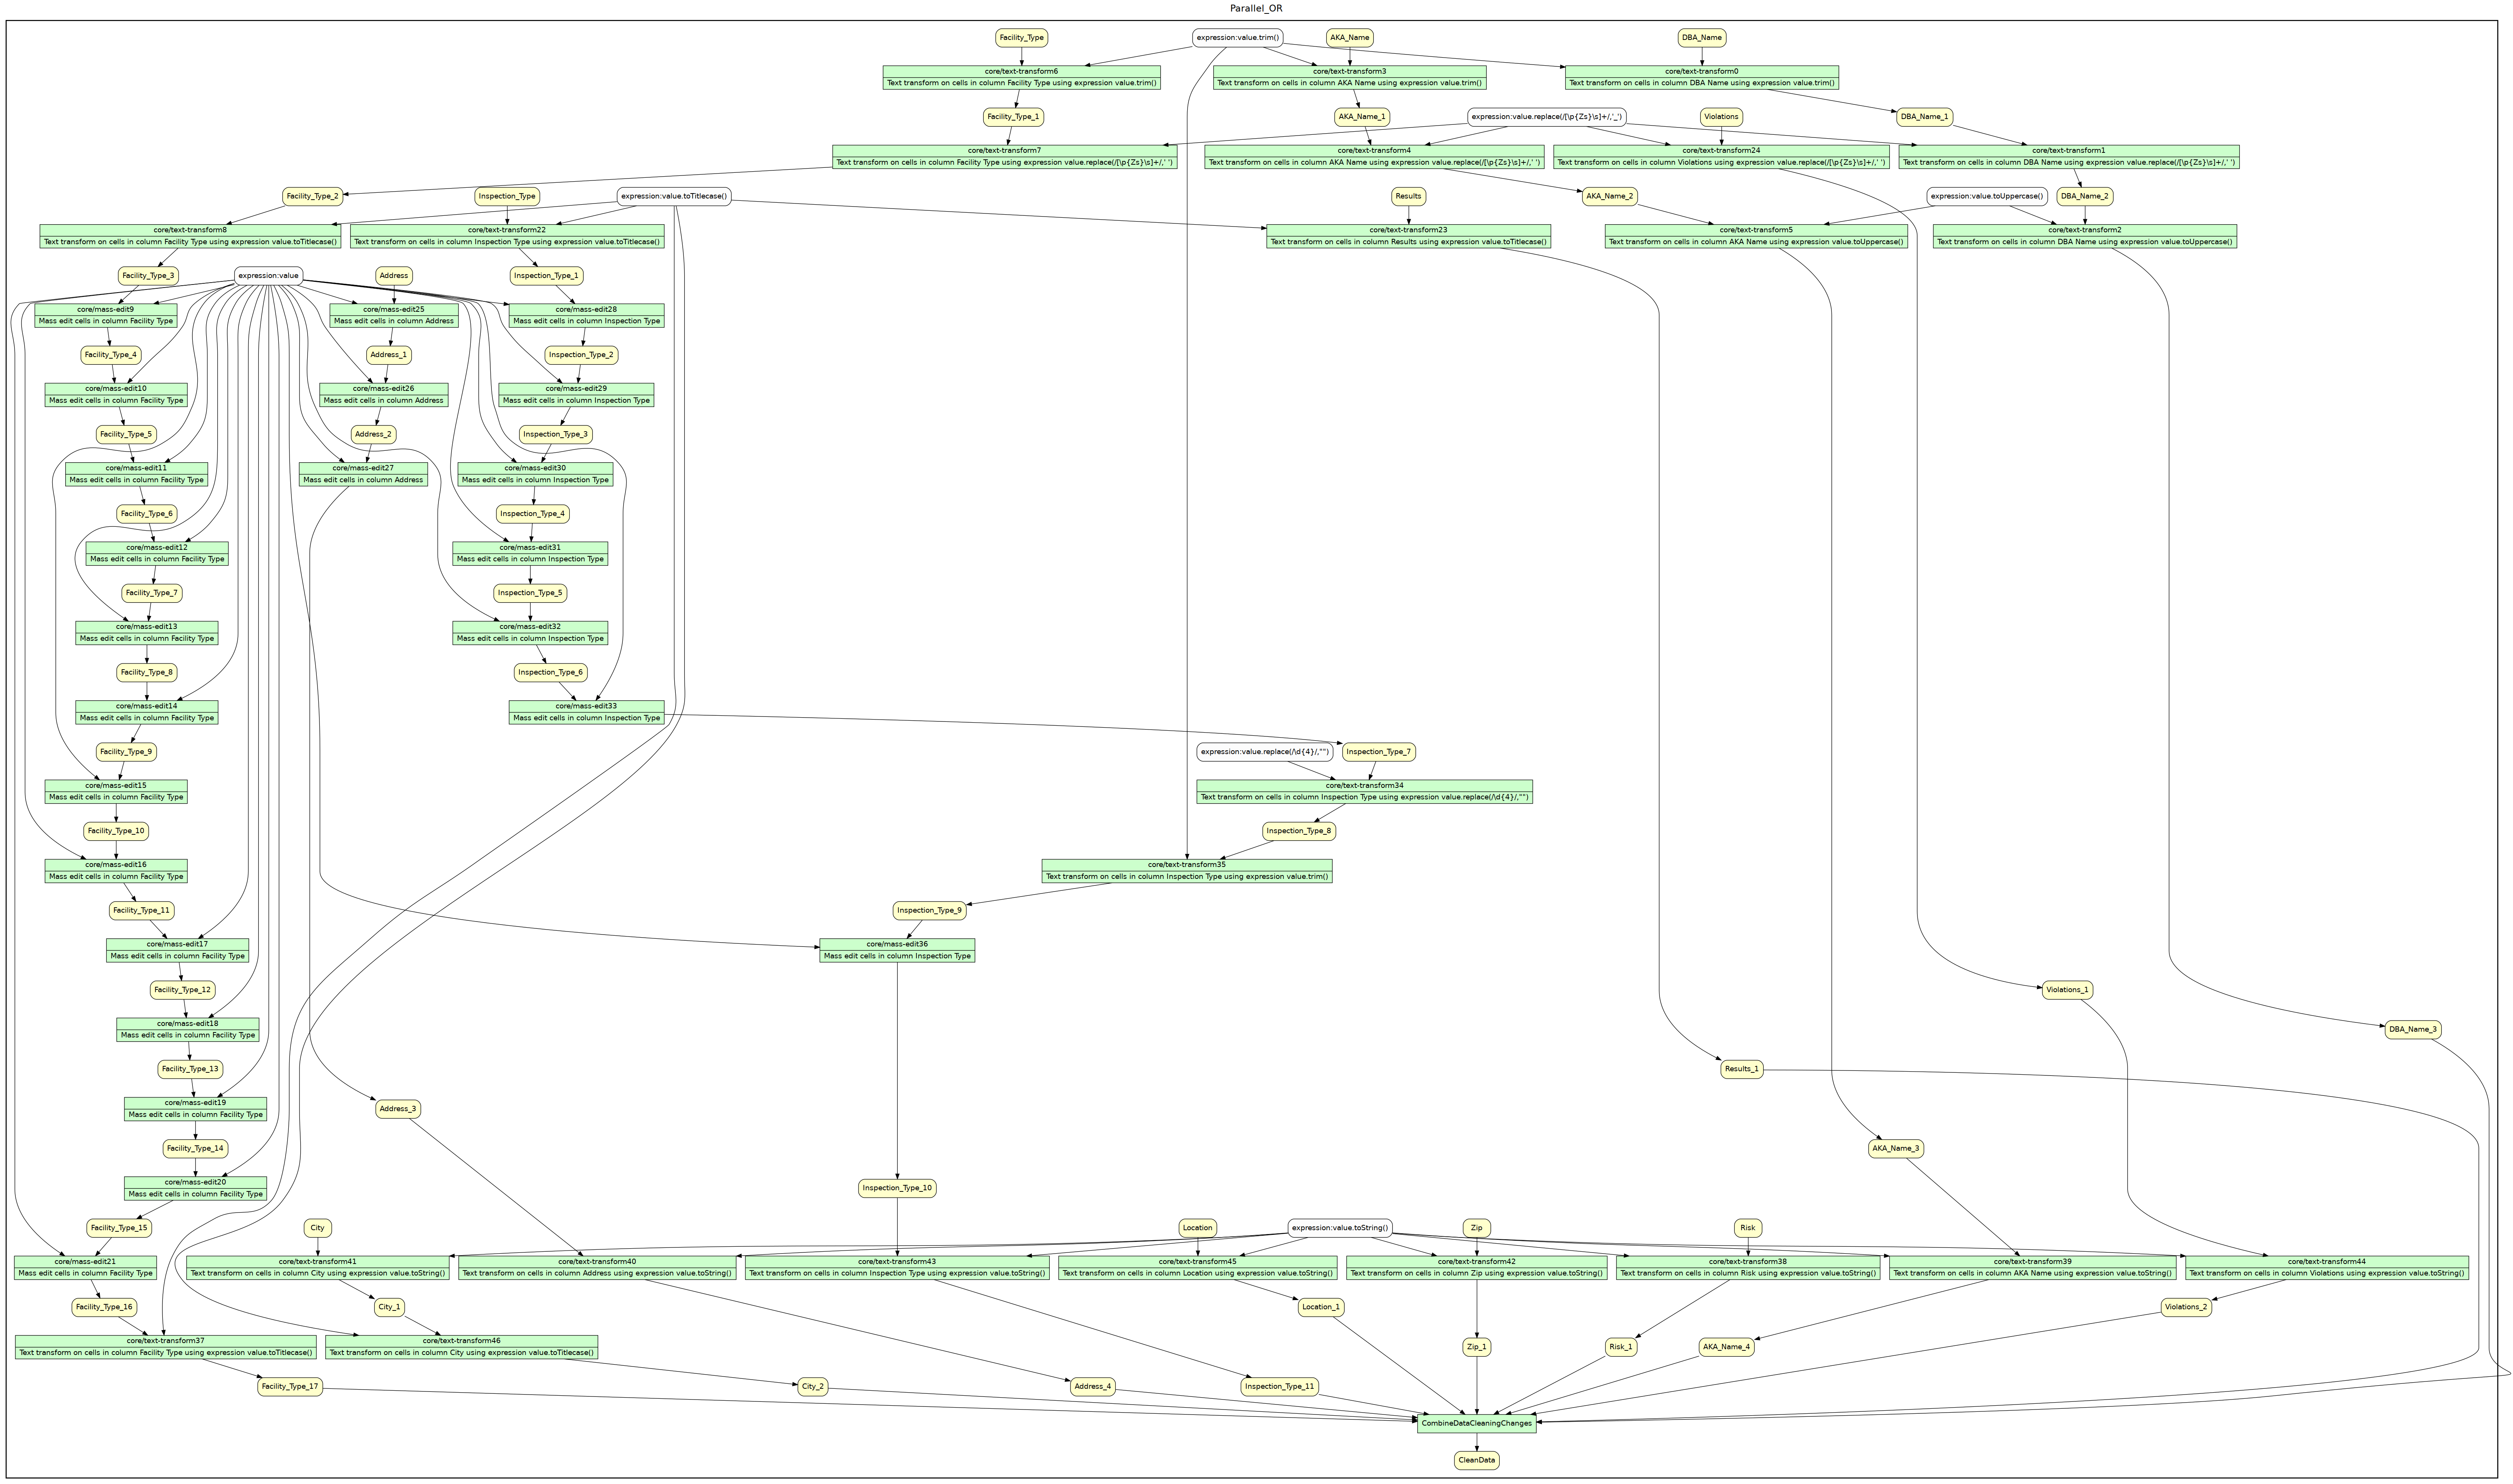 Parallel_OR
Facility_Type
expression:value.trim()
AKA_Name
DBA_Name
core/text-transform6
Text transform on cells in column Facility Type using expression value.trim()
core/text-transform3
Text transform on cells in column AKA Name using expression value.trim()
core/text-transform0
Text transform on cells in column DBA Name using expression value.trim()
Facility_Type_1
AKA_Name_1
expression:value.replace(/[\p{Zs}\s]+/,'_')
Violations
DBA_Name_1
core/text-transform7
Text transform on cells in column Facility Type using expression value.replace(/[\p{Zs}\s]+/,' ')
core/text-transform4
Text transform on cells in column AKA Name using expression value.replace(/[\p{Zs}\s]+/,' ')
core/text-transform24
Text transform on cells in column Violations using expression value.replace(/[\p{Zs}\s]+/,' ')
core/text-transform1
Text transform on cells in column DBA Name using expression value.replace(/[\p{Zs}\s]+/,' ')
Facility_Type_2
Inspection_Type
expression:value.toTitlecase()
Results
AKA_Name_2
expression:value.toUppercase()
DBA_Name_2
core/text-transform8
Text transform on cells in column Facility Type using expression value.toTitlecase()
core/text-transform22
Text transform on cells in column Inspection Type using expression value.toTitlecase()
core/text-transform23
Text transform on cells in column Results using expression value.toTitlecase()
core/text-transform5
Text transform on cells in column AKA Name using expression value.toUppercase()
core/text-transform2
Text transform on cells in column DBA Name using expression value.toUppercase()
Facility_Type_3
expression:value
Address
Inspection_Type_1
core/mass-edit9
Mass edit cells in column Facility Type
core/mass-edit25
Mass edit cells in column Address
core/mass-edit28
Mass edit cells in column Inspection Type
Facility_Type_4
Address_1
Inspection_Type_2
core/mass-edit10
Mass edit cells in column Facility Type
core/mass-edit26
Mass edit cells in column Address
core/mass-edit29
Mass edit cells in column Inspection Type
Facility_Type_5
Address_2
Inspection_Type_3
core/mass-edit11
Mass edit cells in column Facility Type
core/mass-edit27
Mass edit cells in column Address
core/mass-edit30
Mass edit cells in column Inspection Type
Facility_Type_6
Inspection_Type_4
core/mass-edit12
Mass edit cells in column Facility Type
core/mass-edit31
Mass edit cells in column Inspection Type
Facility_Type_7
Inspection_Type_5
core/mass-edit13
Mass edit cells in column Facility Type
core/mass-edit32
Mass edit cells in column Inspection Type
Facility_Type_8
Inspection_Type_6
core/mass-edit14
Mass edit cells in column Facility Type
core/mass-edit33
Mass edit cells in column Inspection Type
Facility_Type_9
expression:value.replace(/\d{4}/,"")
Inspection_Type_7
core/mass-edit15
Mass edit cells in column Facility Type
core/text-transform34
Text transform on cells in column Inspection Type using expression value.replace(/\d{4}/,"")
Facility_Type_10
Inspection_Type_8
core/mass-edit16
Mass edit cells in column Facility Type
core/text-transform35
Text transform on cells in column Inspection Type using expression value.trim()
Facility_Type_11
Inspection_Type_9
core/mass-edit17
Mass edit cells in column Facility Type
core/mass-edit36
Mass edit cells in column Inspection Type
Facility_Type_12
Violations_1
core/mass-edit18
Mass edit cells in column Facility Type
DBA_Name_3
Facility_Type_13
Results_1
core/mass-edit19
Mass edit cells in column Facility Type
Address_3
Facility_Type_14
AKA_Name_3
core/mass-edit20
Mass edit cells in column Facility Type
Inspection_Type_10
Facility_Type_15
City
Location
expression:value.toString()
Zip
Risk
core/mass-edit21
Mass edit cells in column Facility Type
core/text-transform41
Text transform on cells in column City using expression value.toString()
core/text-transform40
Text transform on cells in column Address using expression value.toString()
core/text-transform43
Text transform on cells in column Inspection Type using expression value.toString()
core/text-transform45
Text transform on cells in column Location using expression value.toString()
core/text-transform42
Text transform on cells in column Zip using expression value.toString()
core/text-transform38
Text transform on cells in column Risk using expression value.toString()
core/text-transform39
Text transform on cells in column AKA Name using expression value.toString()
core/text-transform44
Text transform on cells in column Violations using expression value.toString()
Facility_Type_16
City_1
Location_1
Violations_2
core/text-transform37
Text transform on cells in column Facility Type using expression value.toTitlecase()
core/text-transform46
Text transform on cells in column City using expression value.toTitlecase()
Zip_1
Risk_1
AKA_Name_4
Facility_Type_17
City_2
Address_4
Inspection_Type_11
CombineDataCleaningChanges
CleanData